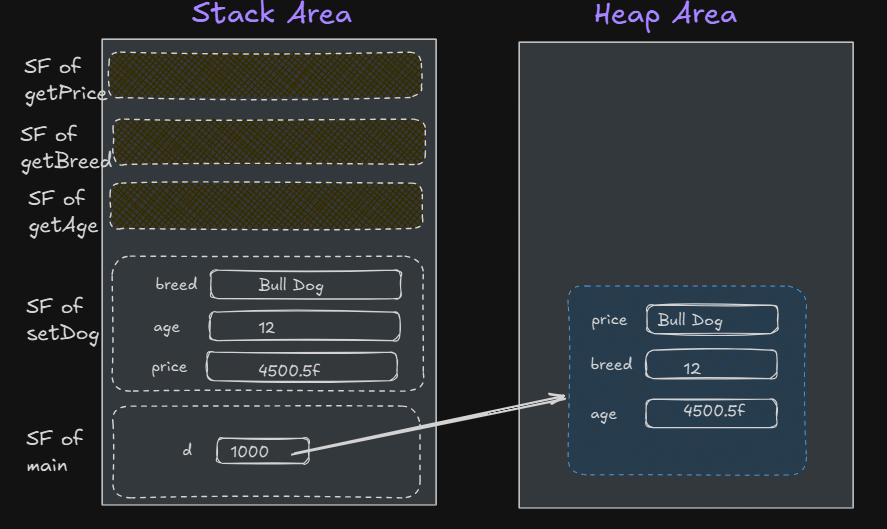 Stack Area
Heap Area
SF of
getPrice
SF of
getBreed
SF of
getAge
SF of
setDog
breed Bull Dog
age 12
price 4500.5f
SF of
main
d 1000
price Bull Dog
breed 12
age 4500.5f